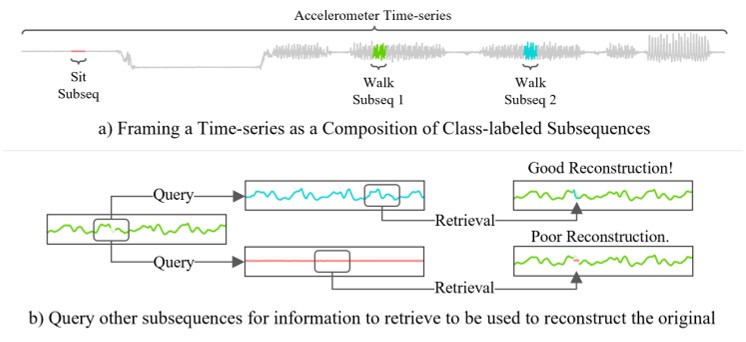 Accelerometer Time-series
Sit
Subseq
Walk
Subseq 1
Walk
Subseq 2
a) Framing a Time-series as a Composition of Class-labeled Subsequences
Good Reconstruction!
Query
Retrieval
Poor Reconstruction.
Query
Retrieval
b) Query other subsequences for information to retrieve to be used to reconstruct the original